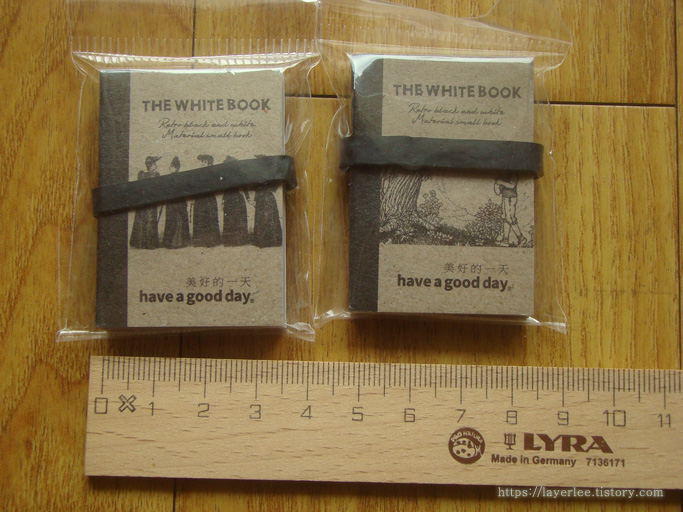 THE WHITE BOOK
Retro black and white
Material small book
美好的一天
have a good day.
THE WHITE BOOK
Retro black and white
Material small book
美好的一天
have a good day.
0 1 2 3 4 5 6 7 8 9 10 11
LYRA
Made in Germany 7136171
https://layerlee.tistory.com